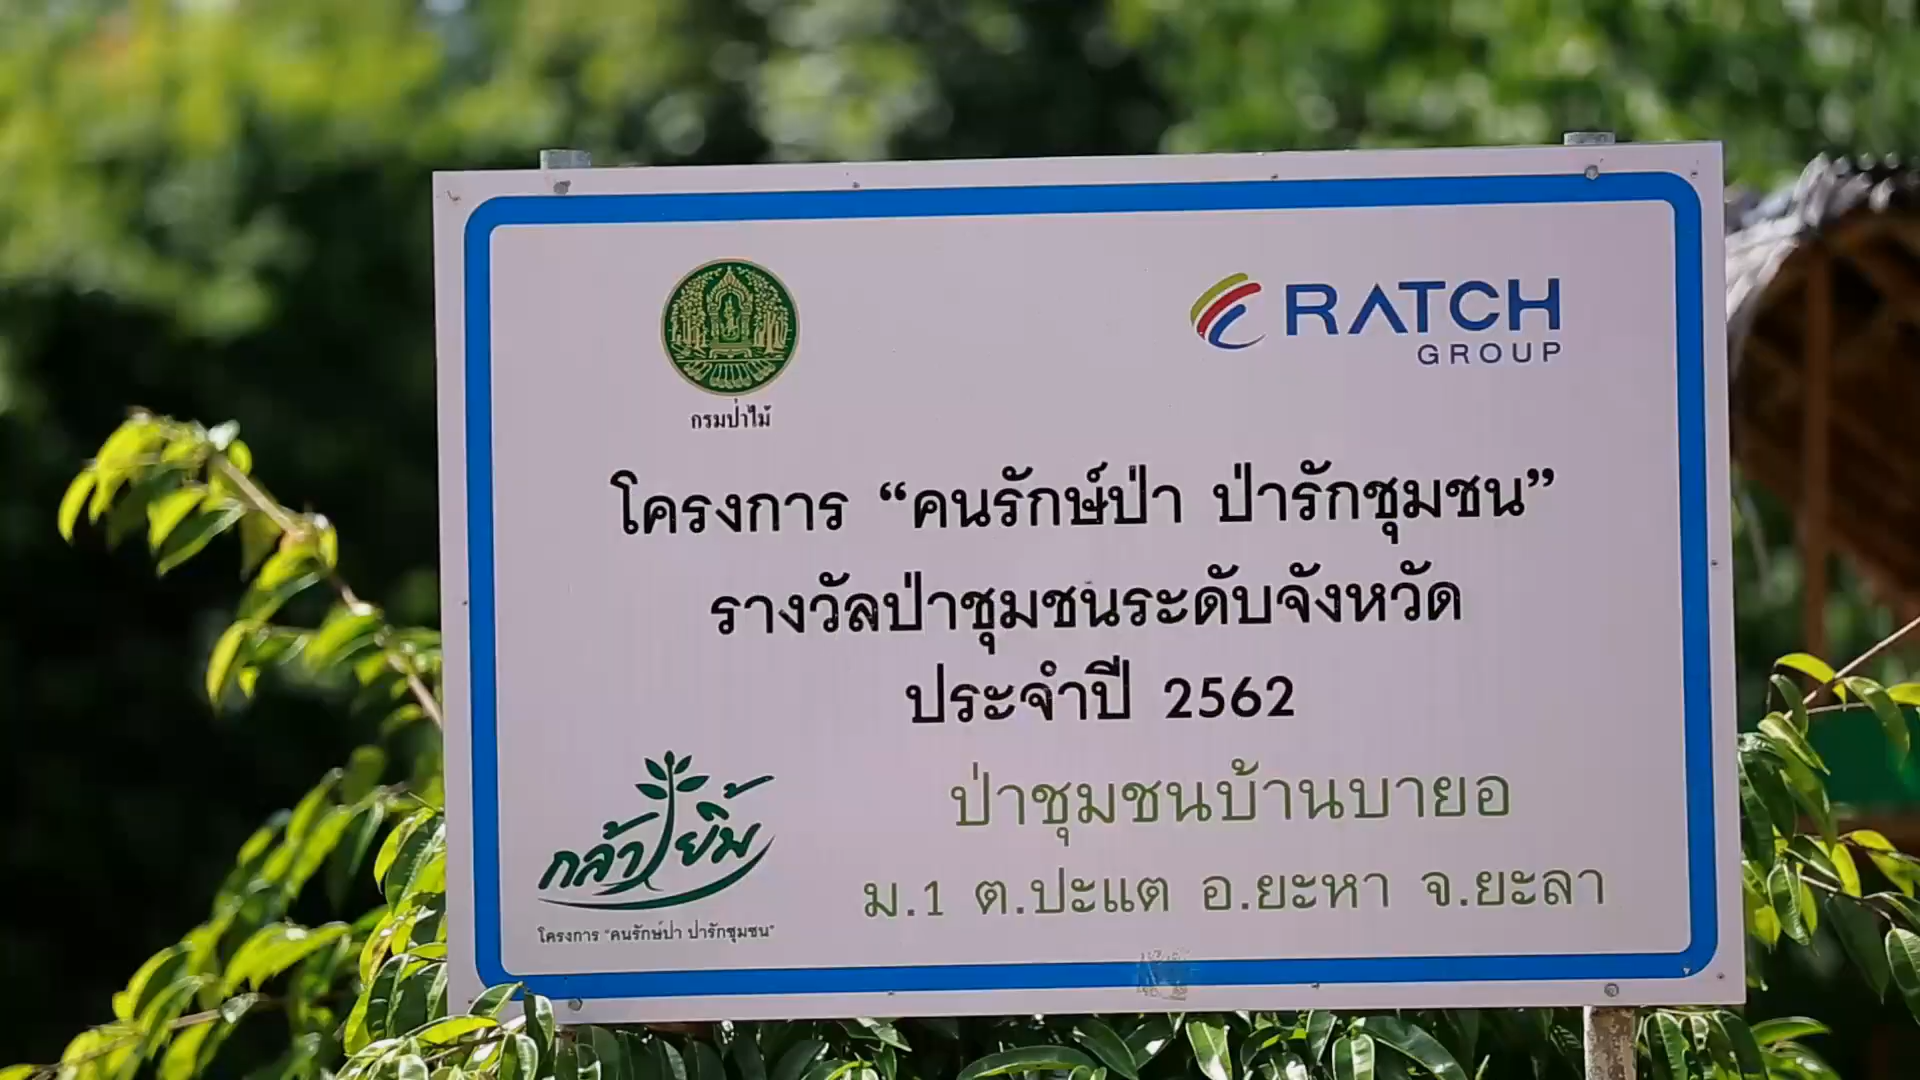 กรมป่าไม้
RATCH
GROUP
โครงการ “คนรักษ์ป่า ป่ารักชุมชน”
รางวัลป่าชุมชนระดับจังหวัด
ประจำปี 2562
ป่าชุมชนบ้านบายอ
ม.1 ต.ปะแต อ.ยะหา จ.ยะลา
กล้ายิ้ม
โครงการ "คนรักษ์ป่า ป่ารักชุมชน"